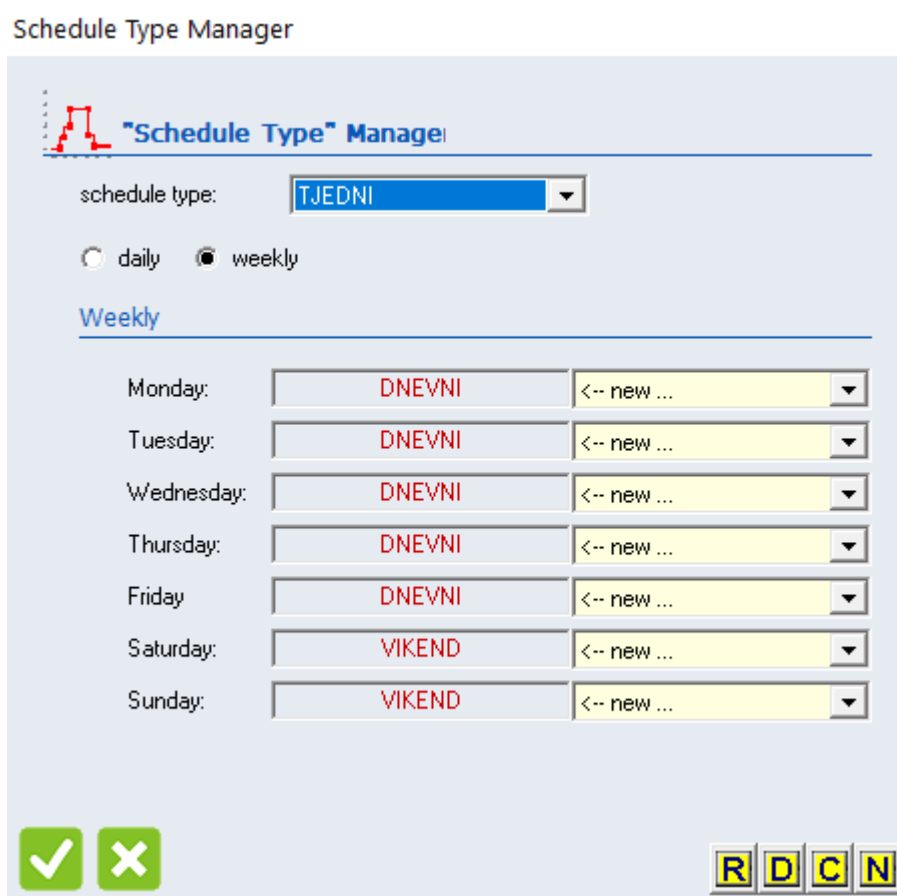 Schedule Type Manager
"Schedule Type" Manager
schedule type: TJEDNI
daily weekly
Weekly
Monday: DNEVNI <-- new ...
Tuesday: DNEVNI <-- new ...
Wednesday: DNEVNI <-- new ...
Thursday: DNEVNI <-- new ...
Friday DNEVNI <-- new ...
Saturday: VIKEND <-- new ...
Sunday: VIKEND <-- new ...
R D C N